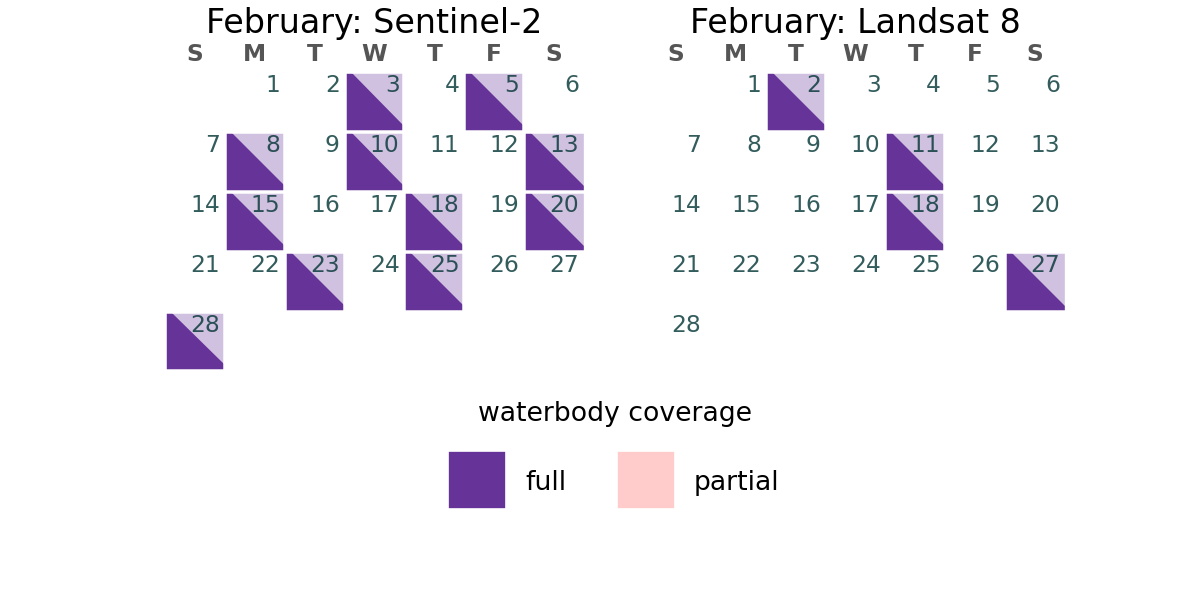 February: Sentinel-2
S M T W T F S
1 2 3 4 5 6
7 8 9 10 11 12 13
14 15 16 17 18 19 20
21 22 23 24 25 26 27
28
February: Landsat 8
S M T W T F S
1 2 3 4 5 6
7 8 9 10 11 12 13
14 15 16 17 18 19 20
21 22 23 24 25 26 27
28
waterbody coverage
full partial